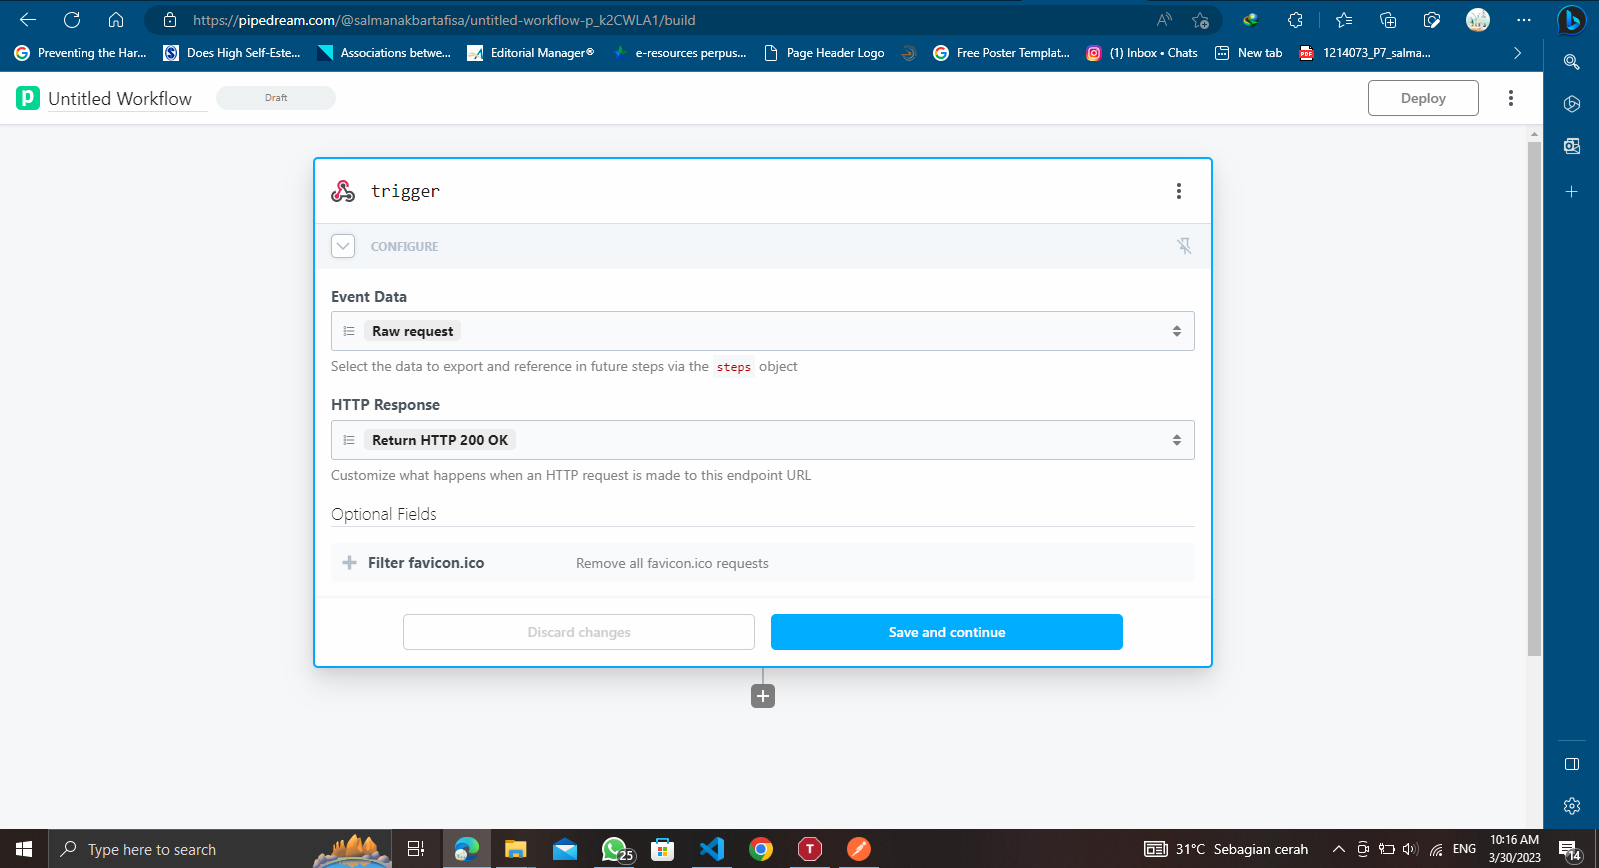 https://pipedream.com/@salmanakbartafisa/untitled-workflow-p_k2CWLA1/build
Preventing the Har... Does High Self-Este... Associations betwe... Editorial Manager® e-resources perpus... Page Header Logo Free Poster Templat... (1) Inbox • Chats New tab 1214073_P7_salma...
Untitled Workflow Draft Deploy
trigger
CONFIGURE
Event Data
Raw request
Select the data to export and reference in future steps via the steps object
HTTP Response
Return HTTP 200 OK
Customize what happens when an HTTP request is made to this endpoint URL
Optional Fields
Filter favicon.ico Remove all favicon.ico requests
Discard changes Save and continue
Type here to search 25 31°C Sebagian cerah ENG 10:16 AM 14
3/30/2023